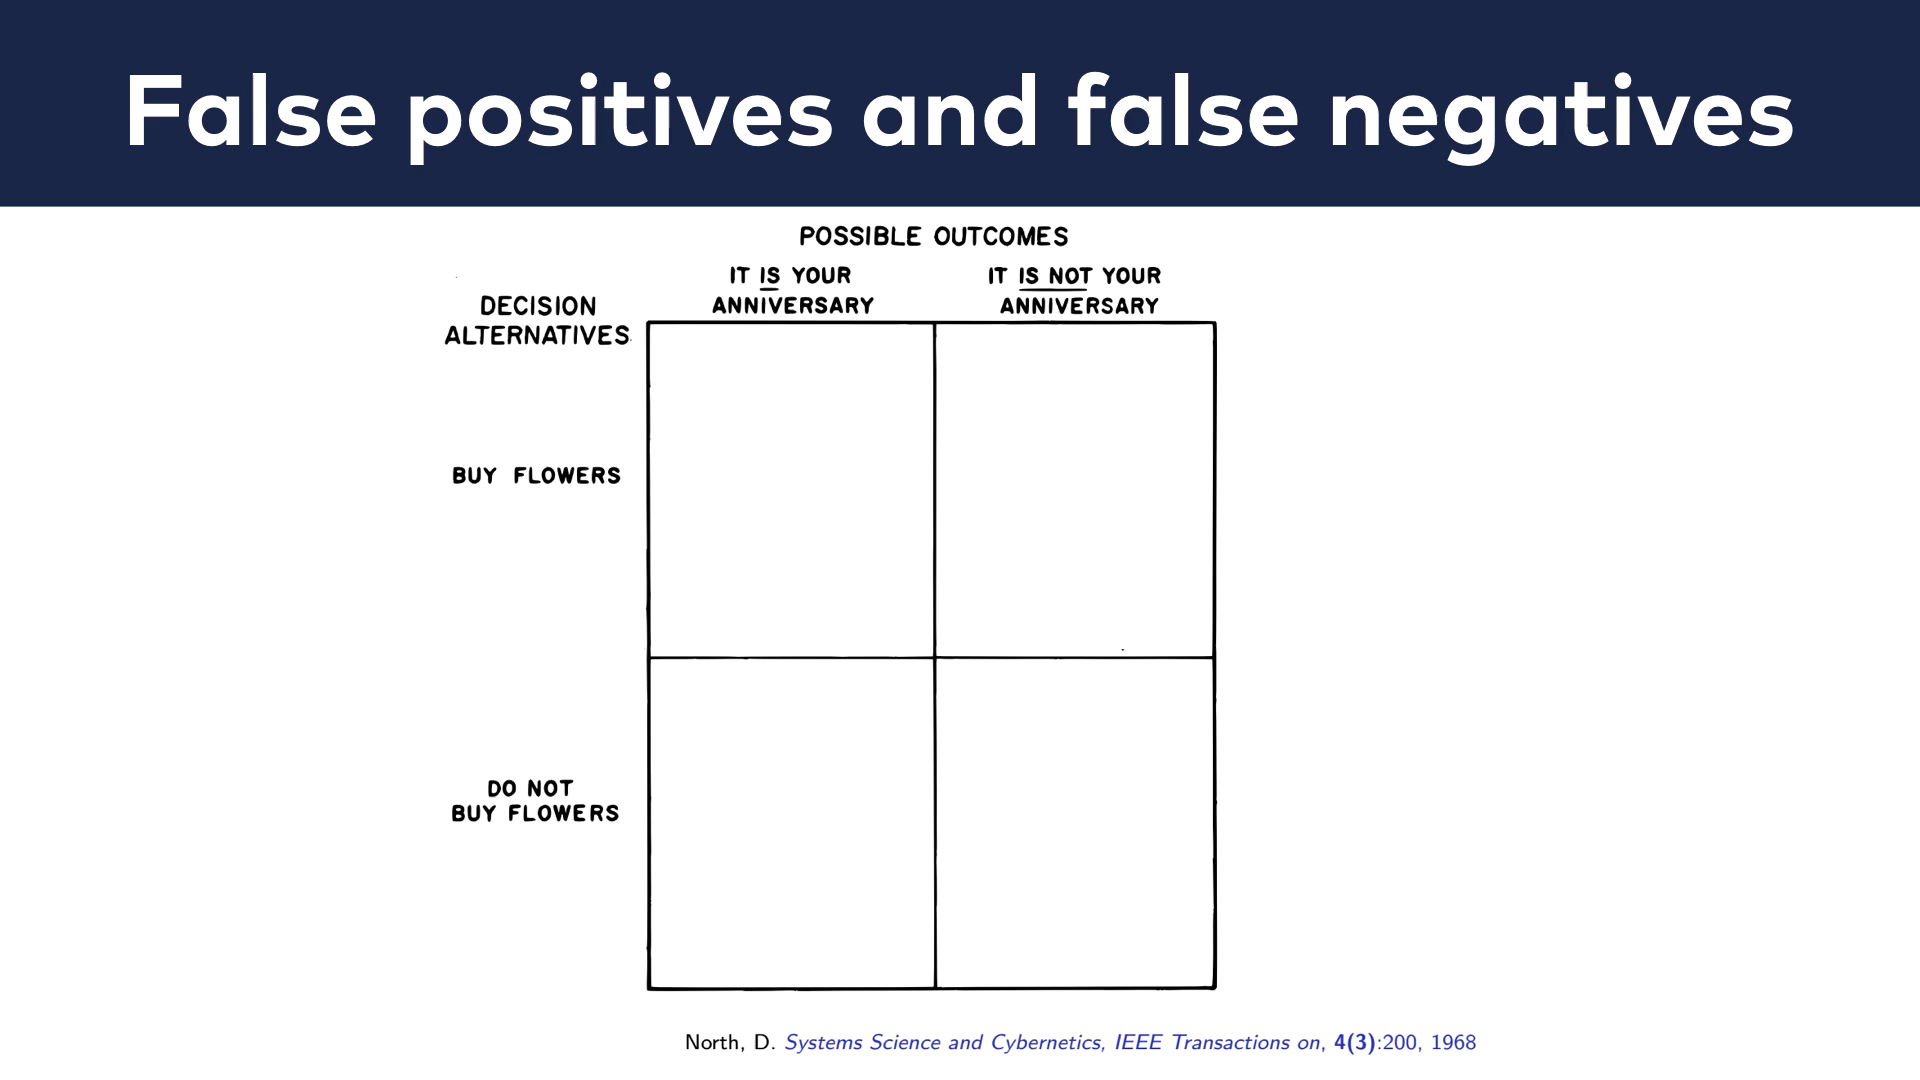 False positives and false negatives
POSSIBLE OUTCOMES
IT IS YOUR
ANNIVERSARY
IT IS NOT YOUR
ANNIVERSARY
DECISION
ALTERNATIVES
BUY FLOWERS
DO NOT
BUY FLOWERS
North, D. Systems Science and Cybernetics, IEEE Transactions on, 4(3):200, 1968